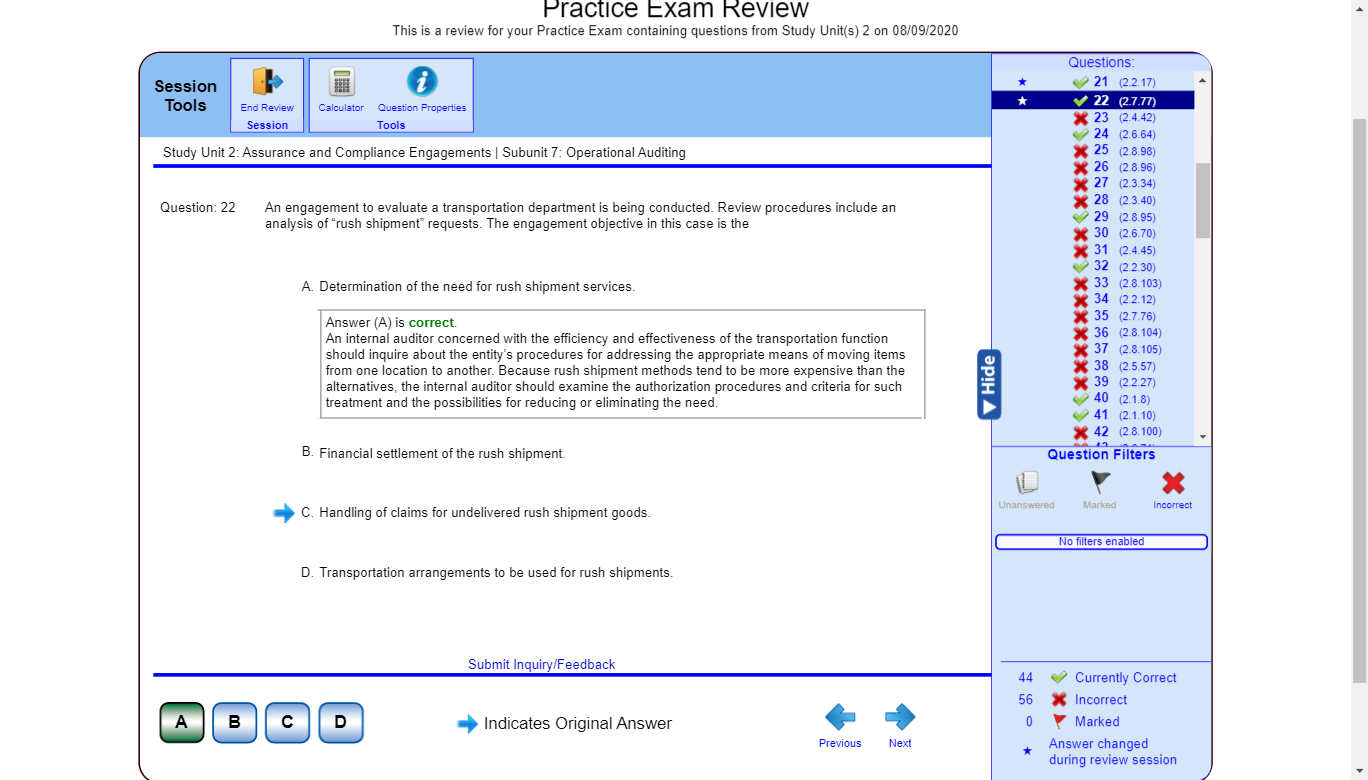 Practice Exam Review
This is a review for your Practice Exam containing questions from Study Unit(s) 2 on 08/09/2020
Session
Tools
End Review
Session
Calculator
Question Properties
Tools
Study Unit 2: Assurance and Compliance Engagements | Subunit 7: Operational Auditing
Question: 22
An engagement to evaluate a transportation department is being conducted. Review procedures include an
analysis of “rush shipment” requests. The engagement objective in this case is the
A. Determination of the need for rush shipment services.
Answer (A) is correct.
An internal auditor concerned with the efficiency and effectiveness of the transportation function
should inquire about the entity’s procedures for addressing the appropriate means of moving items
from one location to another. Because rush shipment methods tend to be more expensive than the
alternatives, the internal auditor should examine the authorization procedures and criteria for such
treatment and the possibilities for reducing or eliminating the need.
B. Financial settlement of the rush shipment.
C. Handling of claims for undelivered rush shipment goods.
D. Transportation arrangements to be used for rush shipments.
Submit Inquiry/Feedback
A B C D
Indicates Original Answer
Previous
Next
Hide
Questions:
21 (2.2.17)
22 (2.7.77)
23 (2.4.42)
24 (2.6.64)
25 (2.8.98)
26 (2.8.96)
27 (2.3.34)
28 (2.3.40)
29 (2.8.95)
30 (2.6.70)
31 (2.4.45)
32 (2.2.30)
33 (2.8.103)
34 (2.2.12)
35 (2.7.76)
36 (2.8.104)
37 (2.8.105)
38 (2.5.57)
39 (2.2.27)
40 (2.1.8)
41 (2.1.10)
42 (2.8.100)
Question Filters
Unanswered
Marked
Incorrect
No filters enabled
44 Currently Correct
56 Incorrect
0 Marked
Answer changed
during review session